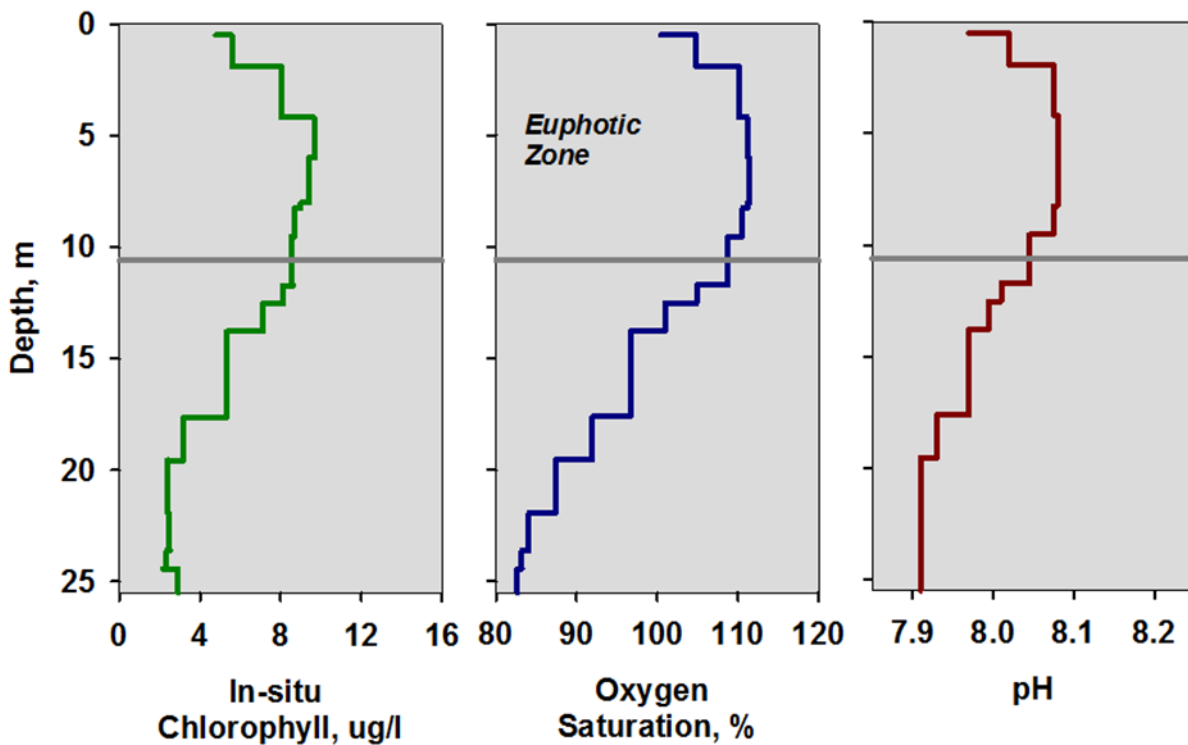 0
5
10
15
20
25
Depth, m
0 4 8 12 16
In-situ
Chlorophyll, ug/l
Euphotic
Zone
80 90 100 110 120
Oxygen
Saturation, %
7.9 8.0 8.1 8.2
pH